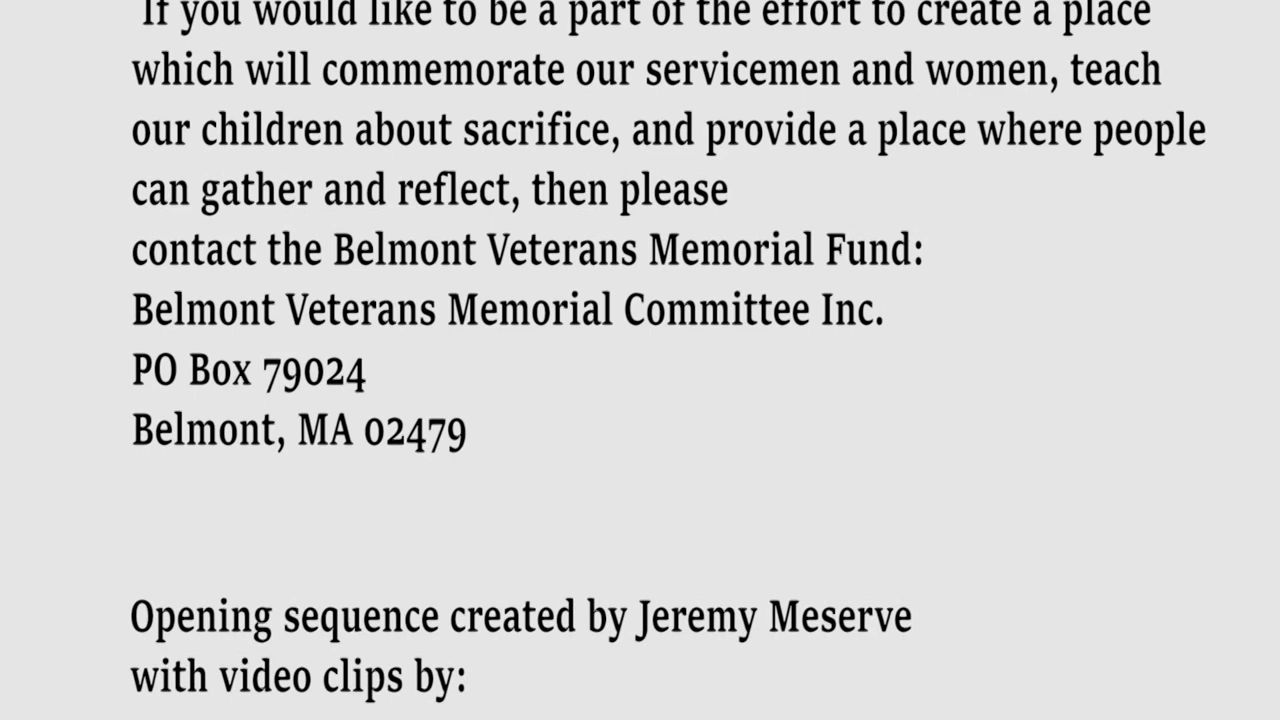 If you would like to be a part of the effort to create a place
which will commemorate our servicemen and women, teach
our children about sacrifice, and provide a place where people
can gather and reflect, then please
contact the Belmont Veterans Memorial Fund:
Belmont Veterans Memorial Committee Inc.
PO Box 79024
Belmont, MA 02479
Opening sequence created by Jeremy Meserve
with video clips by: